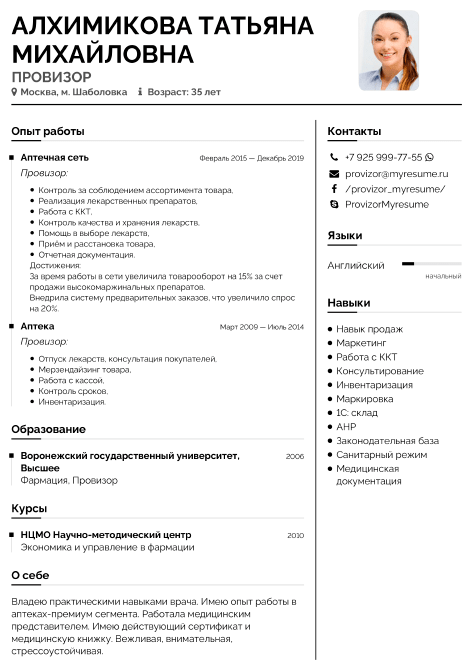 АЛХИМИКОВА ТАТЬЯНА
МИХАЙЛОВНА
ПРОВИЗОР
Москва, м. Шаболовка Возраст: 35 лет
Опыт работы
Аптечная сеть Февраль 2015 — Декабрь 2019
Провизор:
Контроль за соблюдением ассортимента товара,
Реализация лекарственных препаратов,
Работа с ККТ,
Контроль качества и хранения лекарств,
Помощь в выборе лекарств,
Приём и расстановка товара,
Отчетная документация.
Достижения:
За время работы в сети увеличила товарооборот на 15% за счет
продажи высокомаржинальных препаратов.
Внедрила систему предварительных заказов, что увеличило спрос
на 20%.
Аптека Март 2009 — Июль 2014
Провизор:
Отпуск лекарств, консультация покупателей,
Мерзендайзинг товара,
Работа с кассой,
Контроль сроков,
Инвентаризация.
Образование
Воронежский государственный университет, 2006
Высшее
Фармация, Провизор
Курсы
НЦМО Научно-методический центр 2010
Экономика и управление в фармации
О себе
Владею практическими навыками врача. Имею опыт работы в
аптеках-премиум сегмента. Работала медицинским
представителем. Имею действующий сертификат и
медицинскую книжку. Вежливая, внимательная,
стрессоустойчивая.
Контакты
+7 925 999-77-55
provizor@myresume.ru
/provizor_myresume/
ProvizorMyresume
Языки
Английский
начальный
Навыки
Навык продаж
Маркетинг
Работа с ККТ
Консультирование
Инвентаризация
Маркировка
1С: склад
АНР
Законодательная база
Санитарный режим
Медицинская
документация